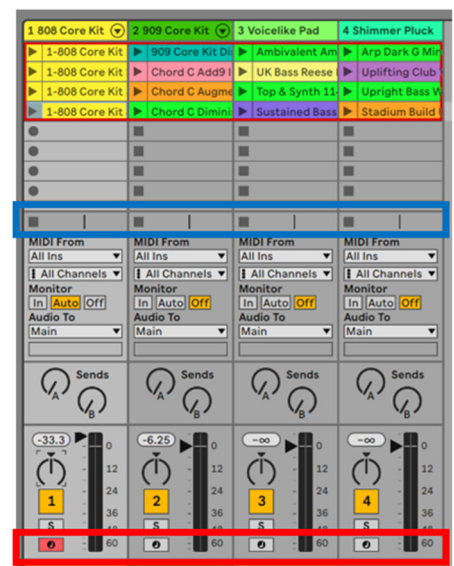 1 808 Core Kit 2 909 Core Kit 3 Voicelike Pad 4 Shimmer Pluck
1-808 Core Kit 909 Core Kit Di Ambivalent Am Arp Dark G Min
1-808 Core Kit Chord C Add9 UK Bass Reese Uplifting Club
1-808 Core Kit Chord C Augme Top & Synth 11- Upright Bass W
1-808 Core Kit Chord C Dimini Sustained Bass Stadium Build
MIDI From MIDI From MIDI From MIDI From
All Ins All Ins All Ins All Ins
All Channels All Channels All Channels All Channels
Monitor Monitor Monitor Monitor
In Auto Off In Auto Off In Auto Off In Auto Off
Audio To Audio To Audio To Audio To
Main Main Main Main
Sends Sends Sends Sends
A A A A
B B B B
-33.3 -6.25 -∞ -∞
0 0 0 0
12 12 12 12
24 24 24 24
1 2 3 4
36 36 36 36
S S S S
60 60 60 60